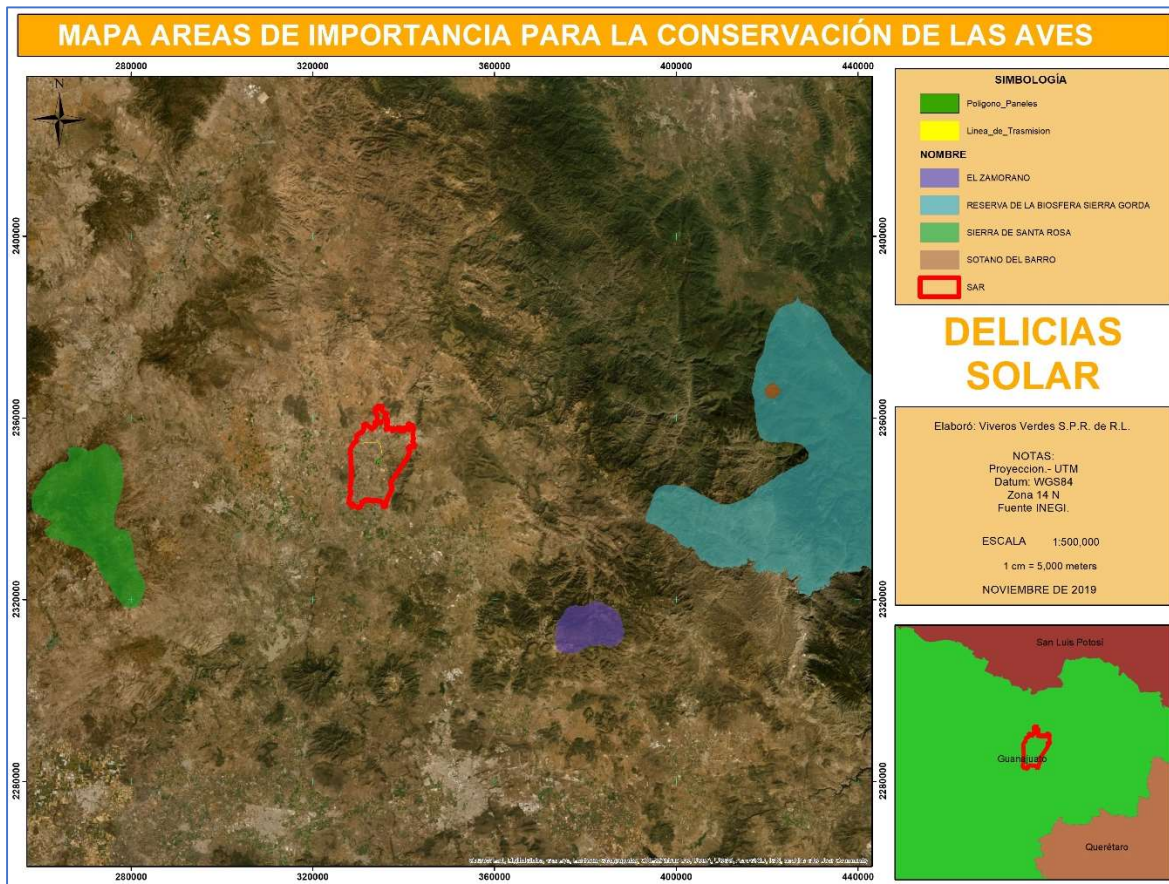 MAPA AREAS DE IMPORTANCIA PARA LA CONSERVACIÓN DE LAS AVES
280000 320000 360000 400000 440000
N
2400000 2400000
2360000 2360000
2320000 2320000
2280000 2280000
280000 320000 360000 400000 440000
SIMBOLOGÍA
Poligono_Paneles
Linea_de_Trasmision
NOMBRE
EL ZAMORANO
RESERVA DE LA BIOSFERA SIERRA GORDA
SIERRA DE SANTA ROSA
SOTANO DEL BARRO
SAR
DELICIAS
SOLAR
Elaboró: Viveros Verdes S.P.R. de R.L.
NOTAS:
Proyeccion.- UTM
Datum: WGS84
Zona 14 N
Fuente INEGI.
ESCALA 1:500,000
1 cm = 5,000 meters
NOVIEMBRE DE 2019
San Luis Potosí
Guanajuato
Querétaro